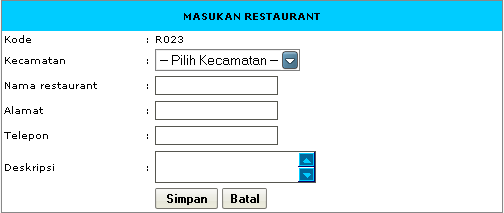 MASUKAN RESTAURANT
Kode : R023
Kecamatan : -- Pilih Kecamatan --
Nama restaurant :
Alamat :
Telepon :
Deskripsi :
Simpan Batal